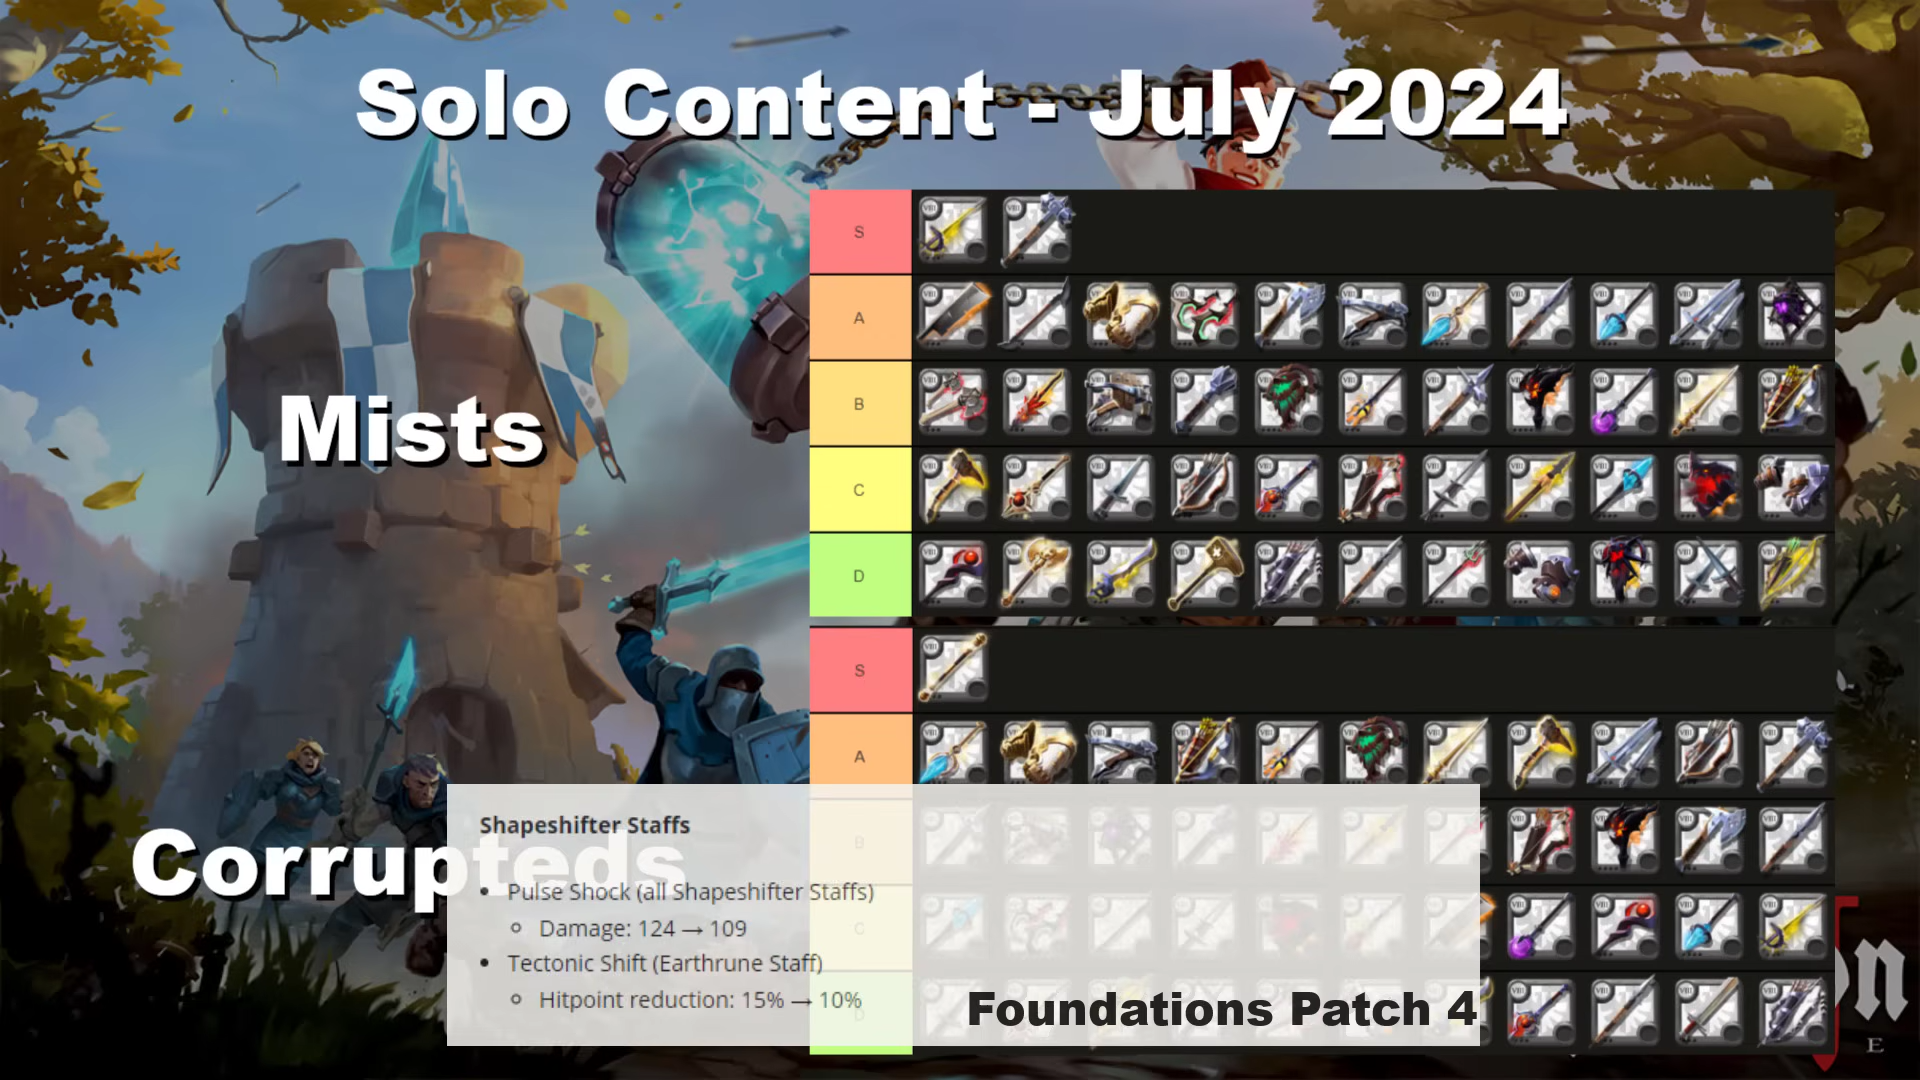 Solo Content - July 2024
Mists
S
A
B
C
D
Corrupteds
S
A
B
C
D
Shapeshifter Staffs
• Pulse Shock (all Shapeshifter Staffs)
○ Damage: 124 → 109
• Tectonic Shift (Earthrune Staff)
○ Hitpoint reduction: 15% → 10%
Foundations Patch 4
on
E